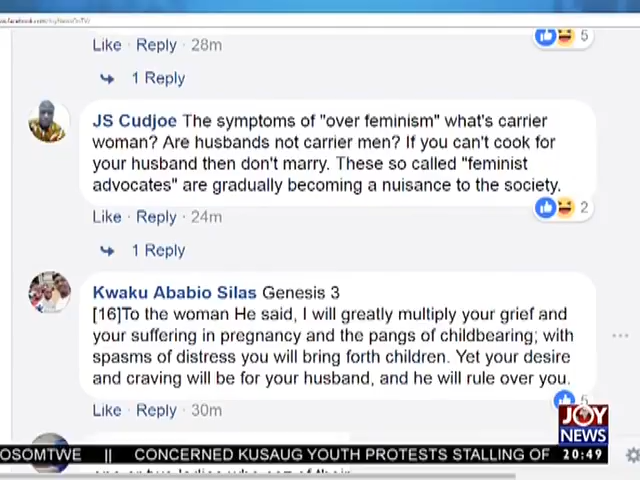 Like · Reply · 28m
5
1 Reply
JS Cudjoe The symptoms of "over feminism" what's carrier
woman? Are husbands not carrier men? If you can't cook for
your husband then don't marry. These so called "feminist
advocates" are gradually becoming a nuisance to the society.
2
Like · Reply · 24m
1 Reply
Kwaku Ababio Silas Genesis 3
[16]To the woman He said, I will greatly multiply your grief and
your suffering in pregnancy and the pangs of childbearing; with
spasms of distress you will bring forth children. Yet your desire
and craving will be for your husband, and he will rule over you.
5
Like · Reply · 30m
JOY
NEWS
20:49
OSOMTWE || CONCERNED KUSAUG YOUTH PROTESTS STALLING OF